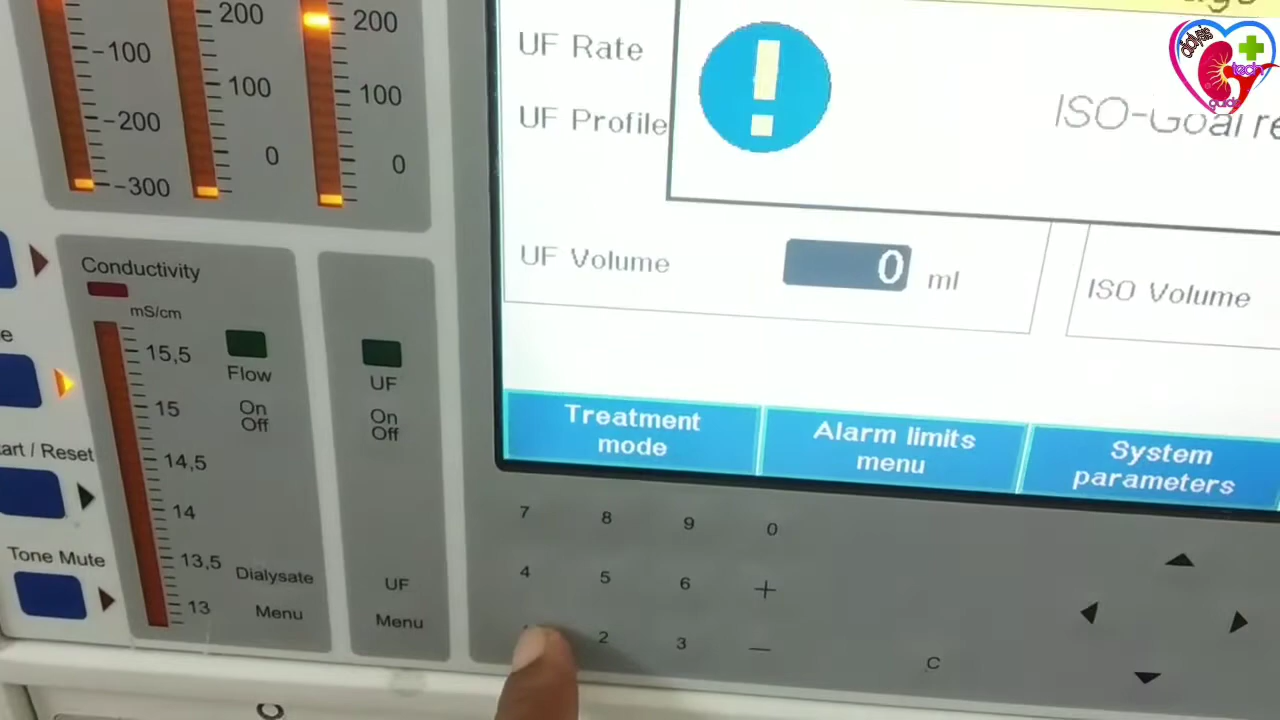 200
200
-100
100
100
-200
0
0
-300
UF Rate
UF Profile
ISO-Goal re
UF Volume
0
ml
ISO Volume
Conductivity
mS/cm
15,5
15
14,5
14
13,5
13
Flow
On
Off
Dialysate
Menu
UF
On
Off
UF
Menu
art / Reset
Tone Mute
Treatment
mode
Alarm limits
menu
System
parameters
7 8 9 0
4 5 6 +
2 3 —
C
tech
guide